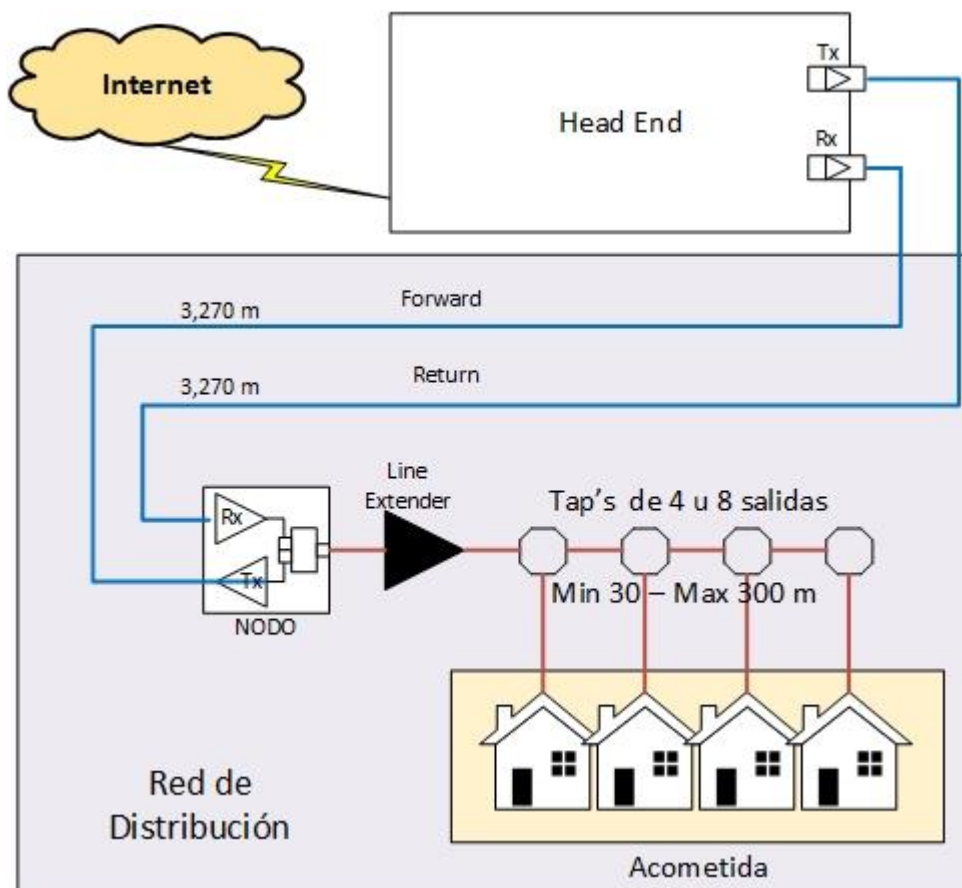 Internet
Head End
Tx
Rx
3,270 m
Forward
3,270 m
Return
Line
Extender
Tap's de 4 u 8 salidas
Min 30 – Max 300 m
Rx
Tx
NODO
Red de
Distribución
Acometida